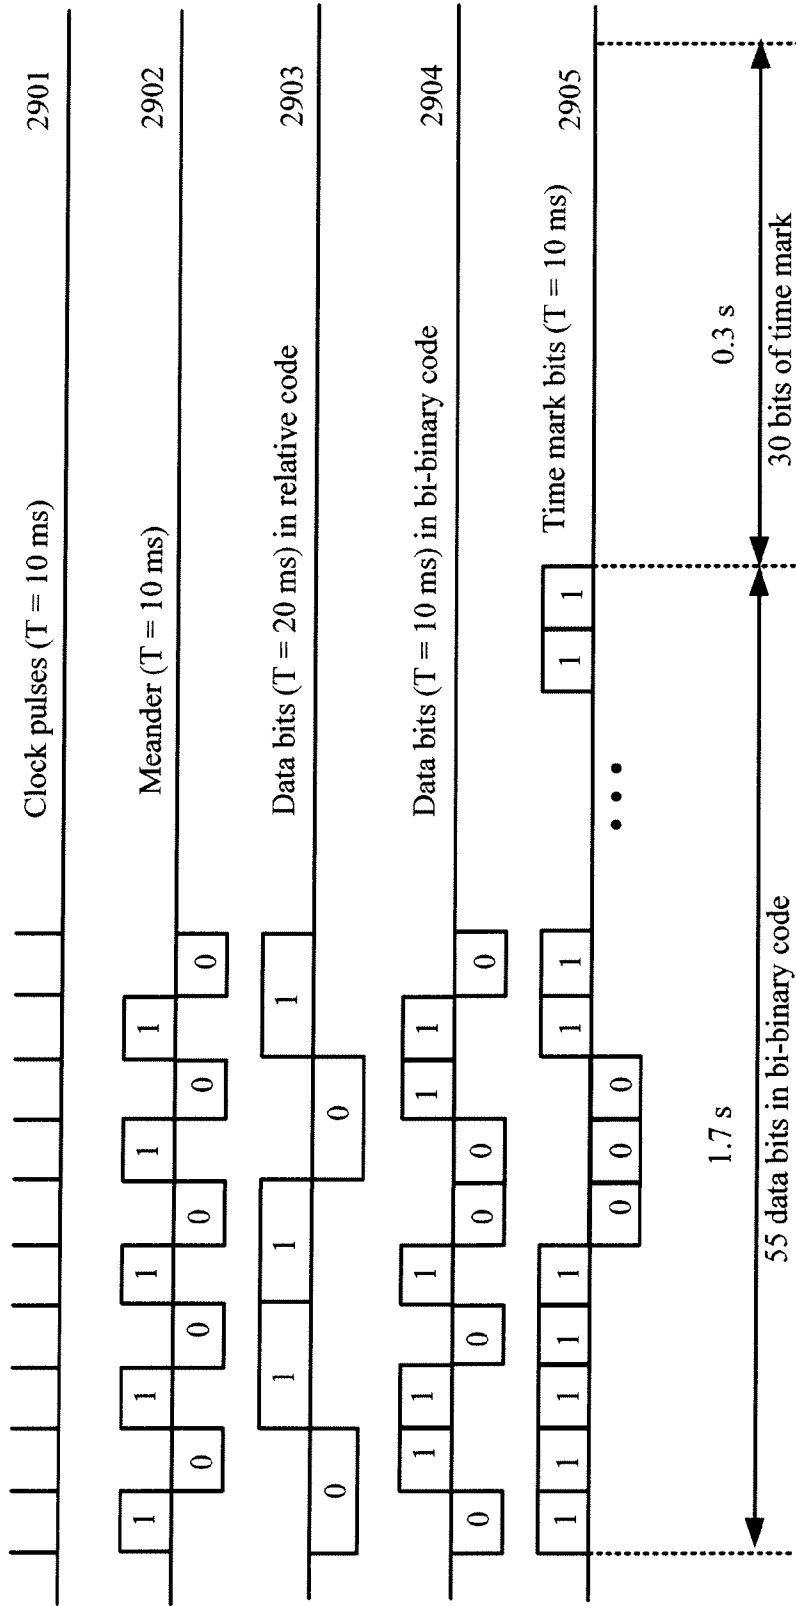 Clock pulses (T = 10 ms) 2901
Meander (T = 10 ms) 2902
1 0 1 0 1 0 1 0 1 0
Data bits (T = 20 ms) in relative code 2903
0 1 1 0 1
Data bits (T = 10 ms) in bi-binary code 2904
0 1 1 0 1 0 0 1 1 0
Time mark bits (T = 10 ms) 2905
1 1 1 1 1 0 0 0 1 1 ... 1 1
1.7 s 0.3 s
55 data bits in bi-binary code 30 bits of time mark